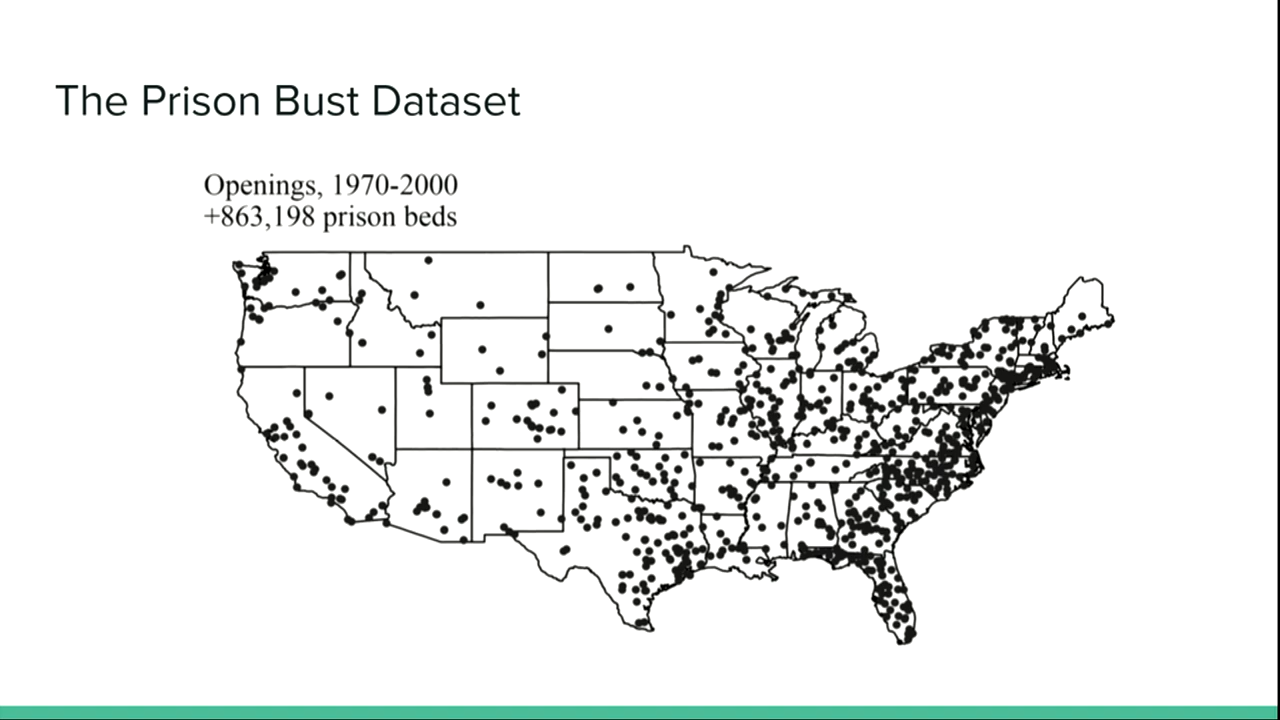 The Prison Bust Dataset
Openings, 1970-2000
+863,198 prison beds